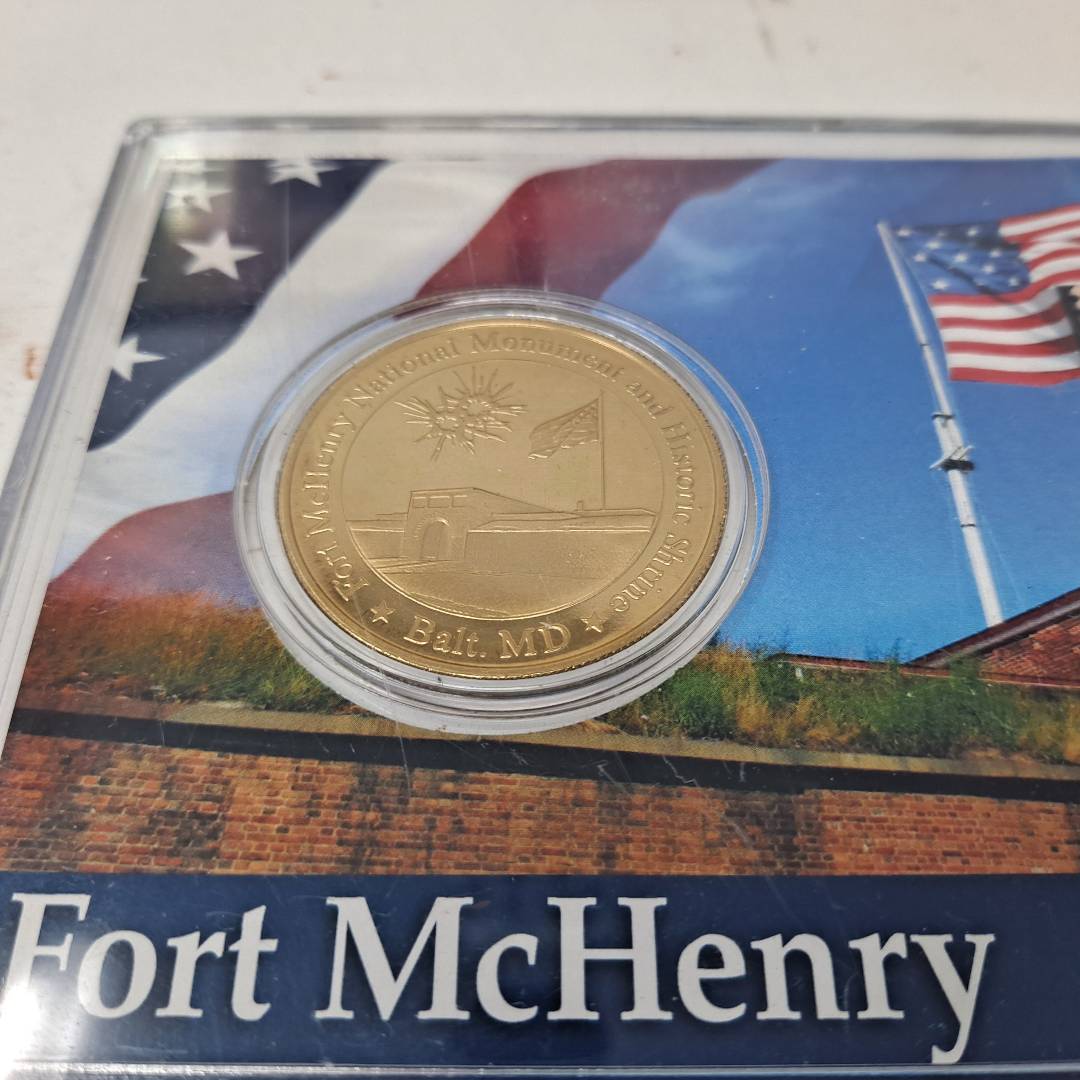 Fort McHenry National Monument and Historic Shrine
Balt. MD
Fort McHenry